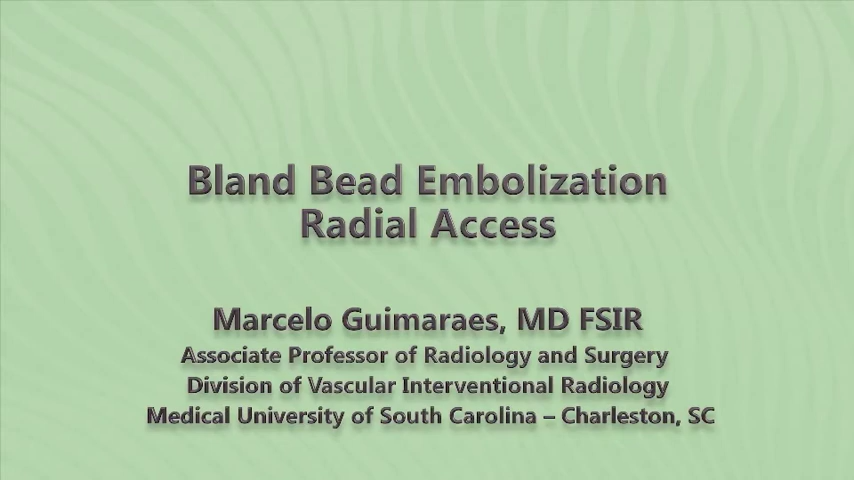 Bland Bead Embolization
Radial Access
Marcelo Guimaraes, MD FSIR
Associate Professor of Radiology and Surgery
Division of Vascular Interventional Radiology
Medical University of South Carolina – Charleston, SC